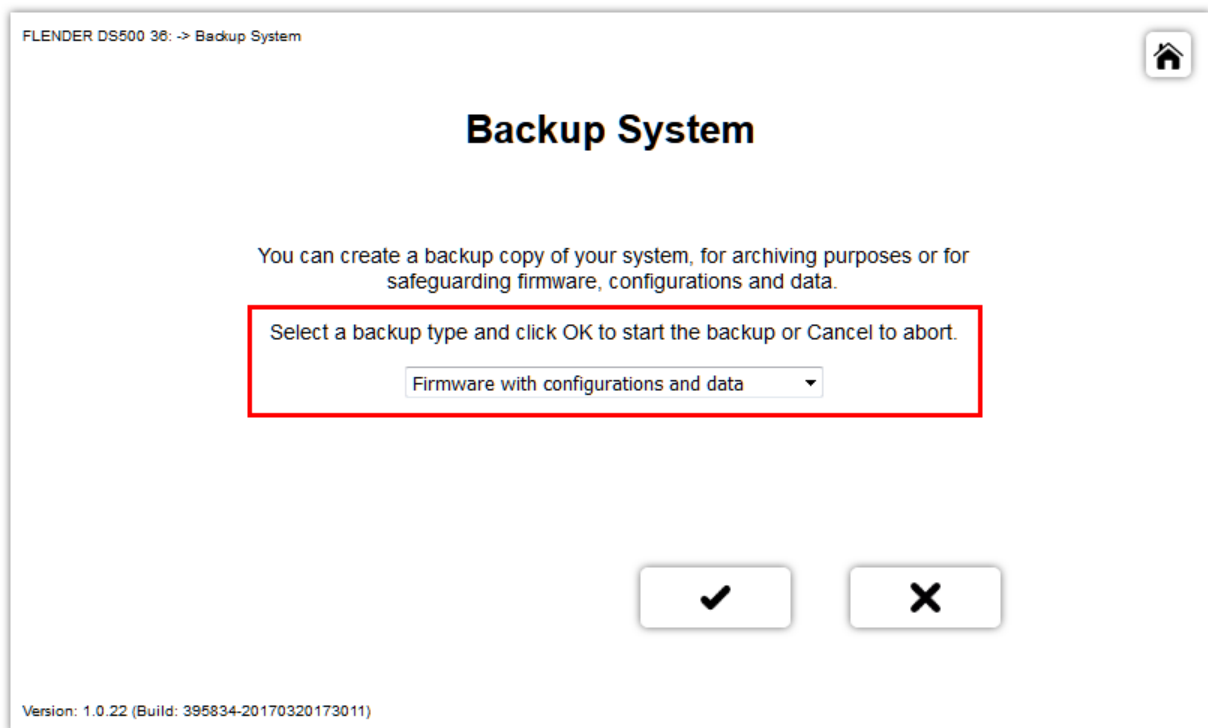 FLENDER DS500 36: -> Backup System
Backup System
You can create a backup copy of your system, for archiving purposes or for
safeguarding firmware, configurations and data.
Select a backup type and click OK to start the backup or Cancel to abort.
Firmware with configurations and data
Version: 1.0.22 (Build: 395834-20170320173011)